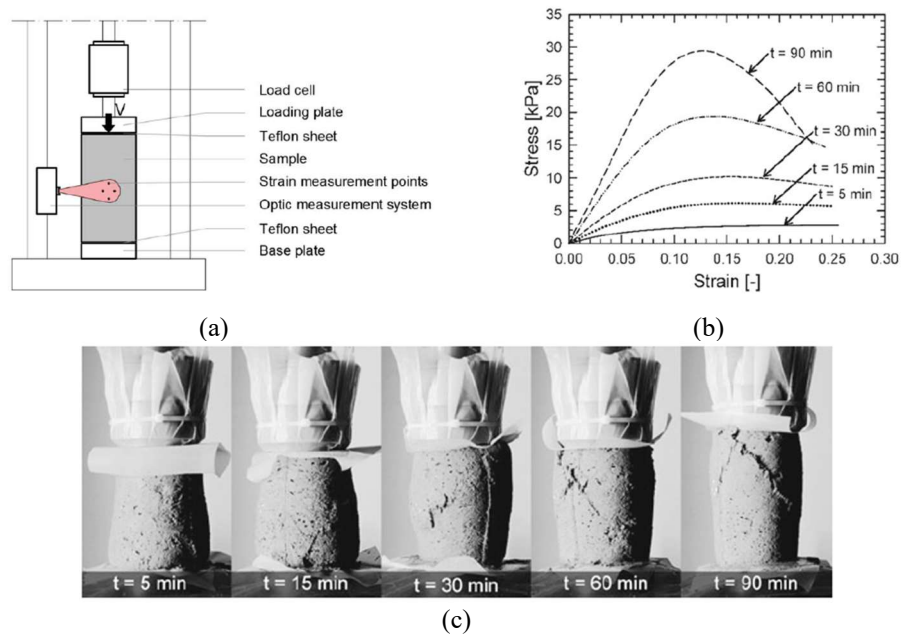 V
Load cell
Loading plate
Teflon sheet
Sample
Strain measurement points
Optic measurement system
Teflon sheet
Base plate
(a)
35
30
25
20
15
10
5
0
Stress [kPa]
t = 90 min
t = 60 min
t = 30 min
t = 15 min
t = 5 min
0.00 0.05 0.10 0.15 0.20 0.25 0.30
Strain [-]
(b)
t = 5 min
t = 15 min
t = 30 min
t = 60 min
t = 90 min
(c)